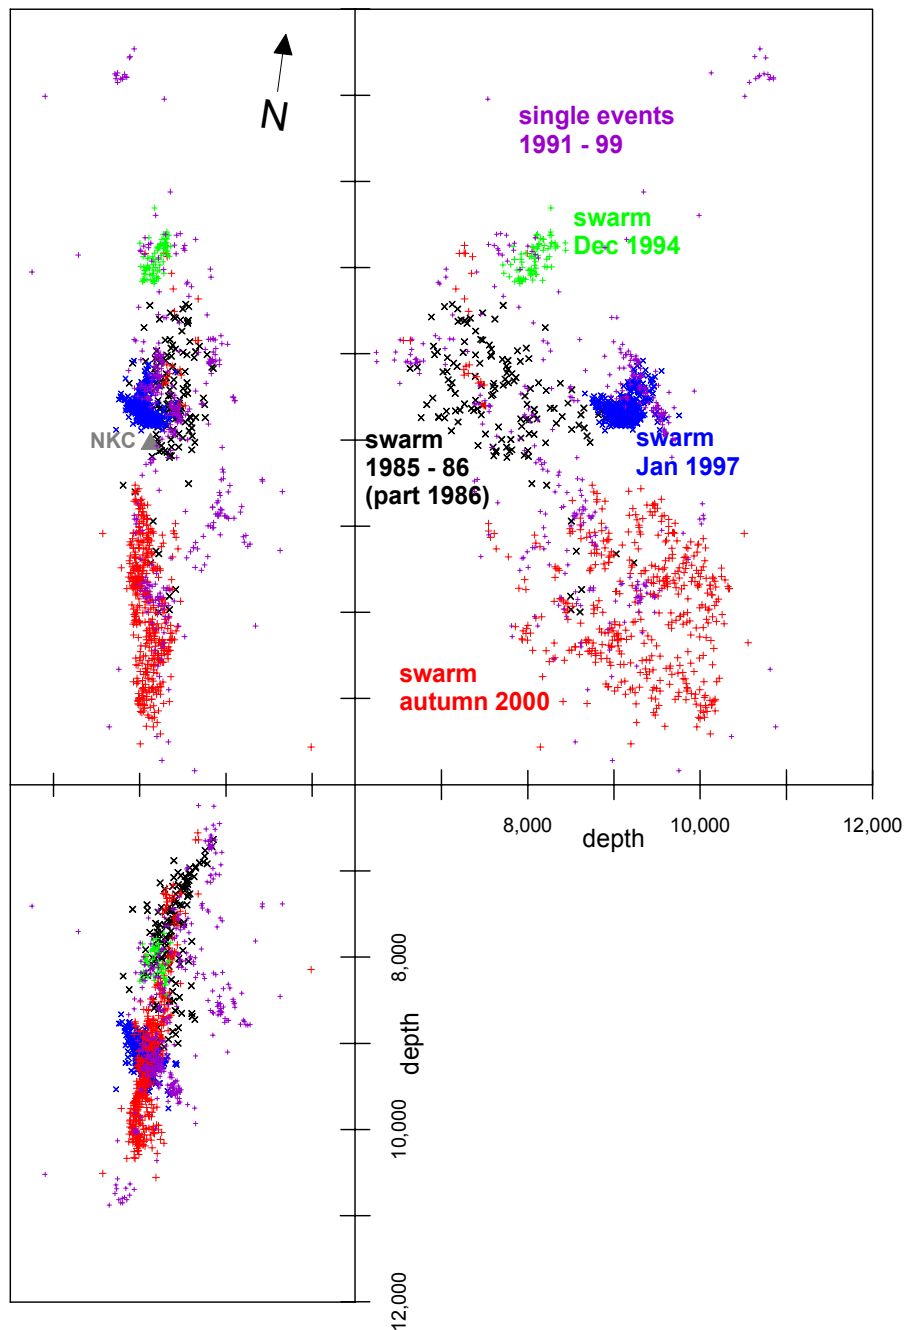 N
single events
1991 - 99
swarm
Dec 1994
NKC
swarm
1985 - 86
(part 1986)
swarm
Jan 1997
swarm
autumn 2000
8,000
10,000
12,000
depth
8,000
depth
10,000
12,000